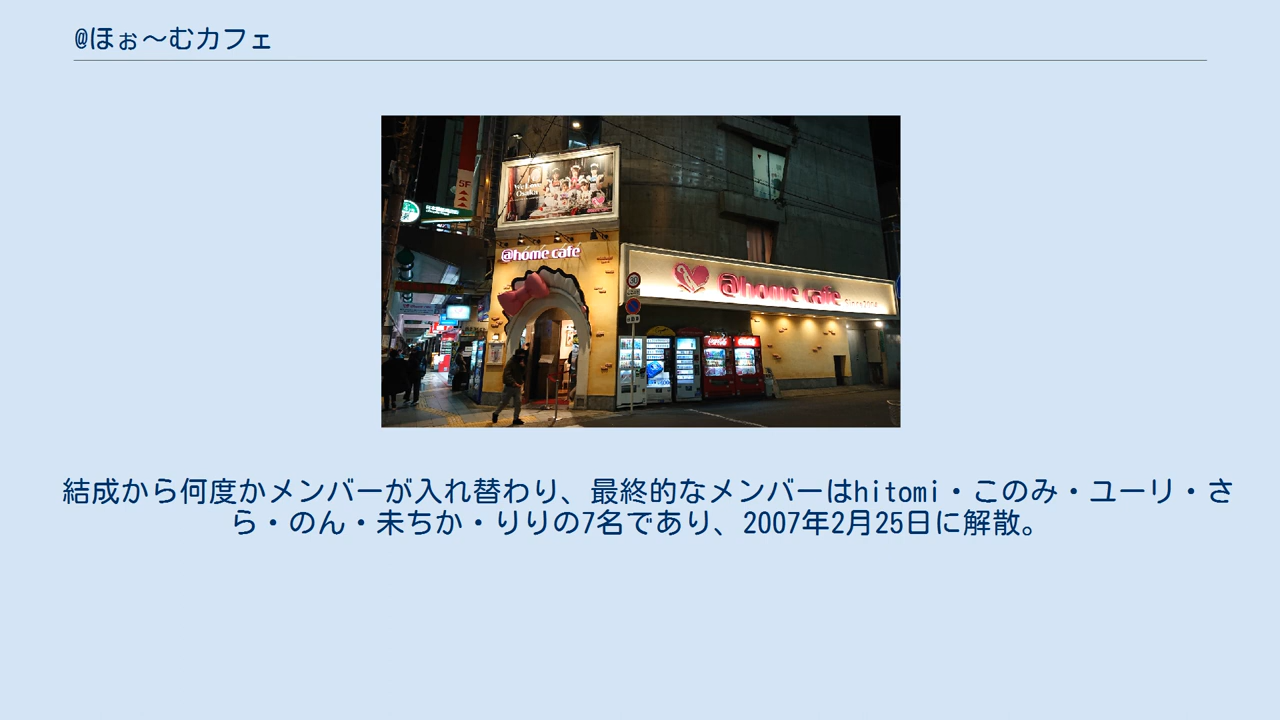 @ほぉ〜むカフェ
5F
@home cafe
@home cafe
結成から何度かメンバーが入れ替わり、最終的なメンバーはhitomi・このみ・ユーリ・さ
ら・のん・未ちか・りりの7名であり、2007年2月25日に解散。